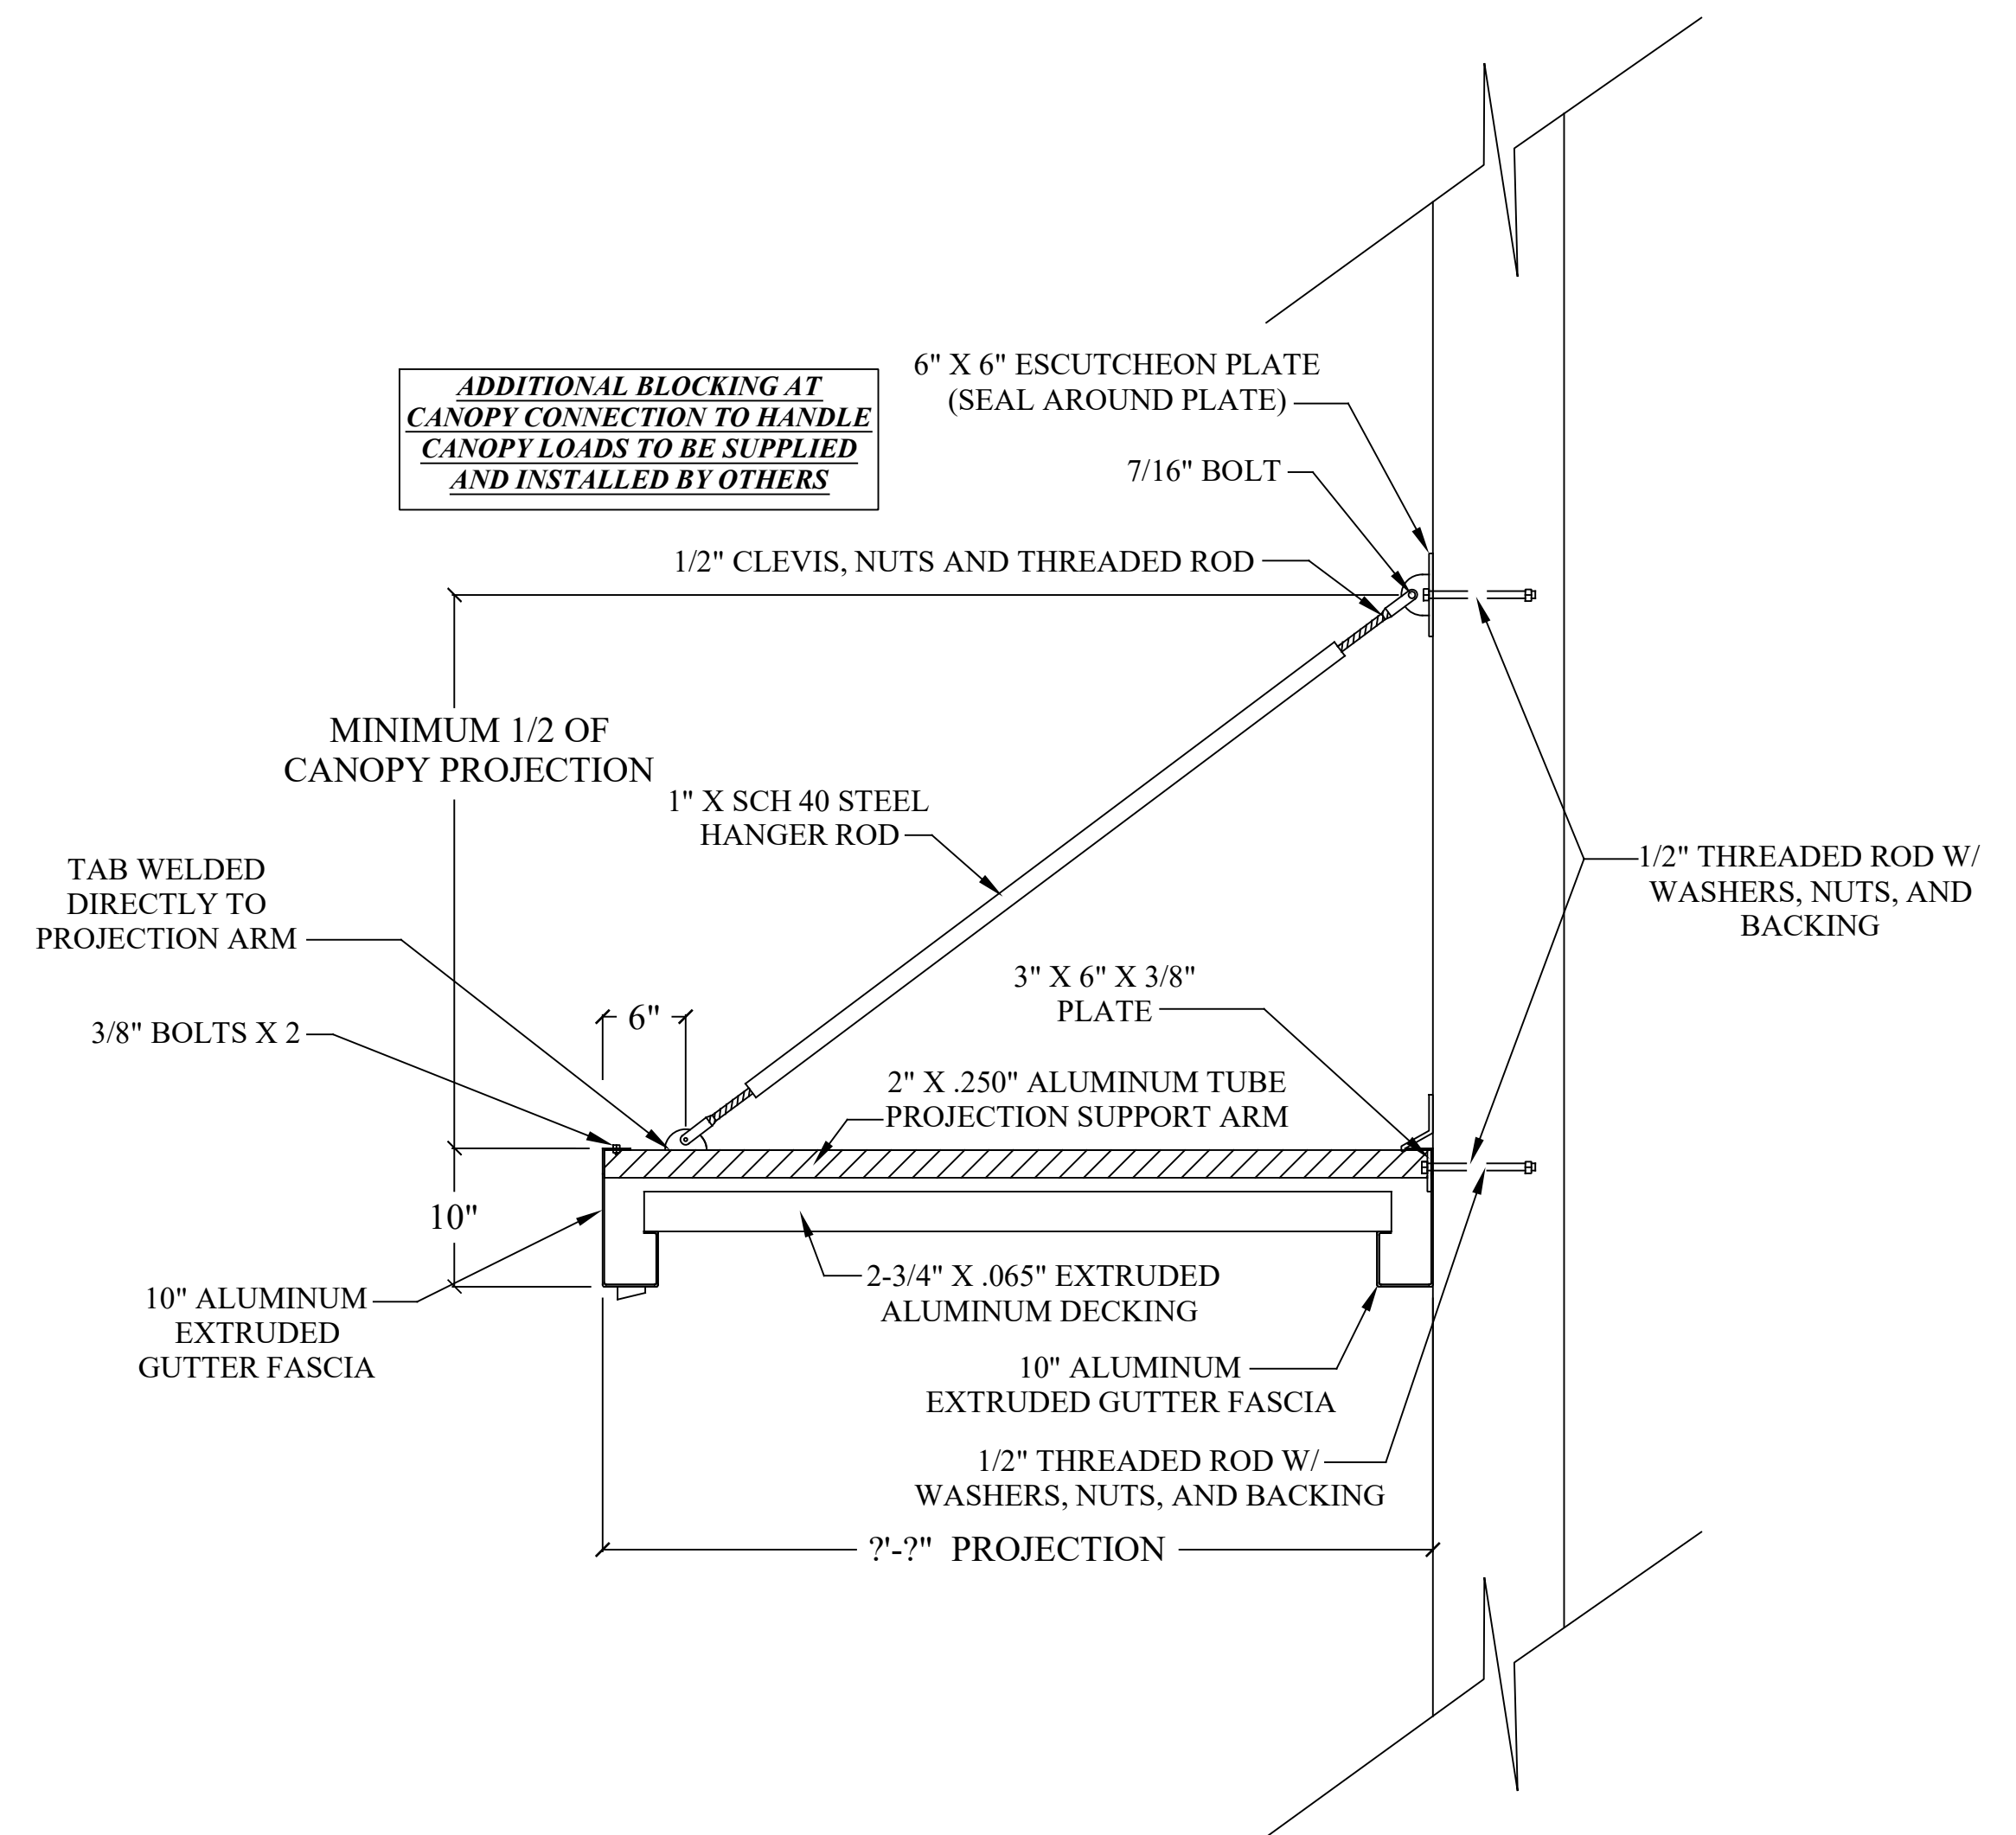 6" X 6" ESCUTCHEON PLATE
(SEAL AROUND PLATE)
ADDITIONAL BLOCKING AT
CANOPY CONNECTION TO HANDLE
CANOPY LOADS TO BE SUPPLIED
AND INSTALLED BY OTHERS
7/16" BOLT
1/2" CLEVIS, NUTS AND THREADED ROD
MINIMUM 1/2 OF
CANOPY PROJECTION
1" X SCH 40 STEEL
HANGER ROD
1/2" THREADED ROD W/
WASHERS, NUTS, AND
BACKING
TAB WELDED
DIRECTLY TO
PROJECTION ARM
3" X 6" X 3/8"
PLATE
6"
3/8" BOLTS X 2
2" X .250" ALUMINUM TUBE
PROJECTION SUPPORT ARM
10"
2-3/4" X .065" EXTRUDED
ALUMINUM DECKING
10" ALUMINUM
EXTRUDED
GUTTER FASCIA
10" ALUMINUM
EXTRUDED GUTTER FASCIA
1/2" THREADED ROD W/
WASHERS, NUTS, AND BACKING
?'-?" PROJECTION